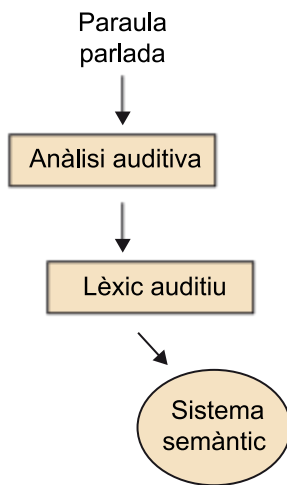 Paraula
parlada
Anàlisi auditiva
Lèxic auditiu
Sistema
semàntic